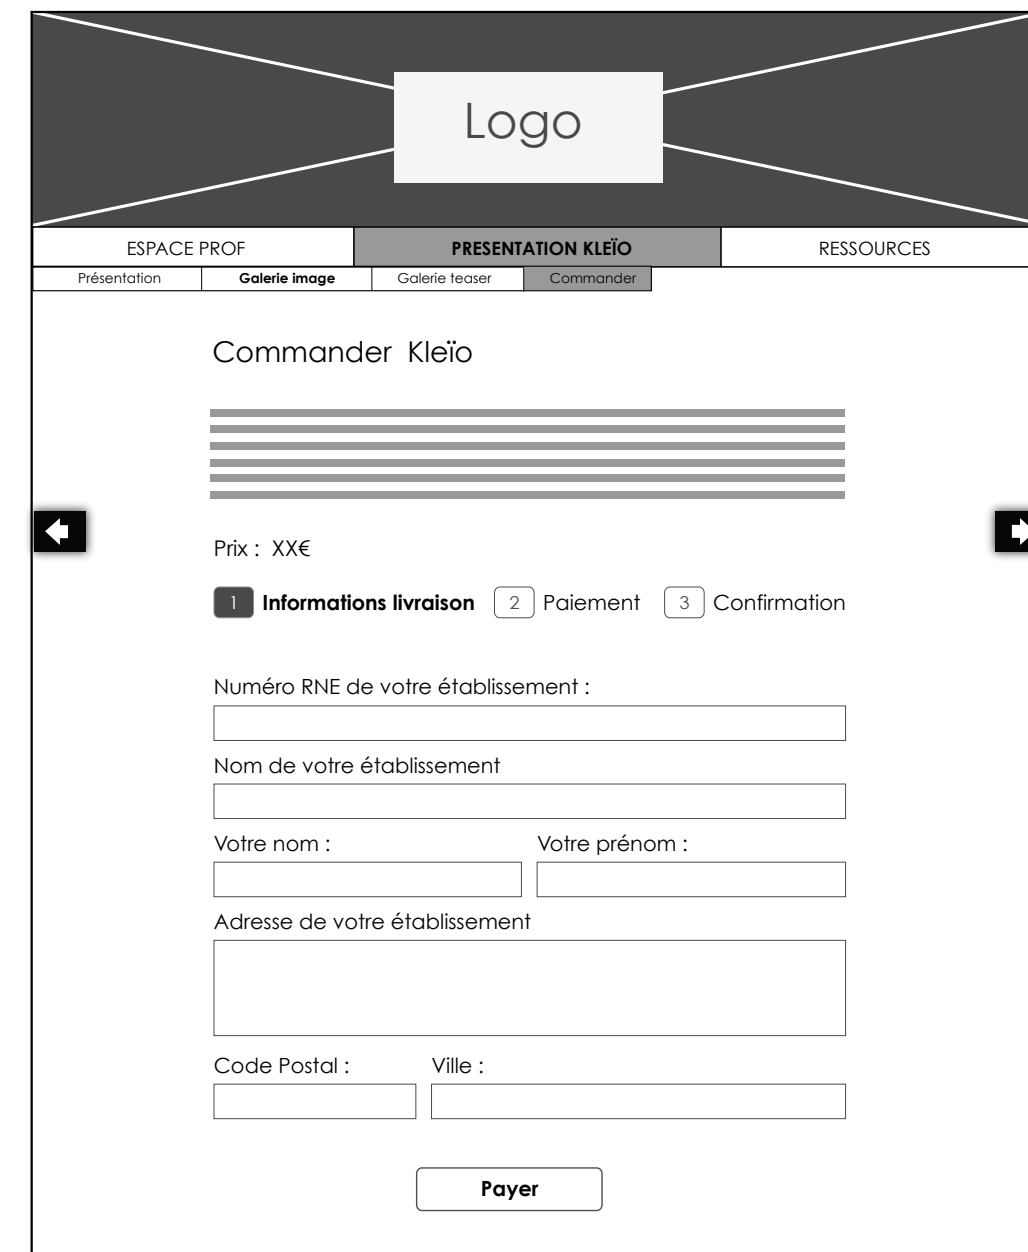 Logo
ESPACE PROF PRESENTATION KLEÏO RESSOURCES
Présentation Galerie image Galerie teaser Commander
Commander Kleïo
Prix : XX€
1 Informations livraison 2 Paiement 3 Confirmation
Numéro RNE de votre établissement :
Nom de votre établissement
Votre nom : Votre prénom :
Adresse de votre établissement
Code Postal : Ville :
Payer